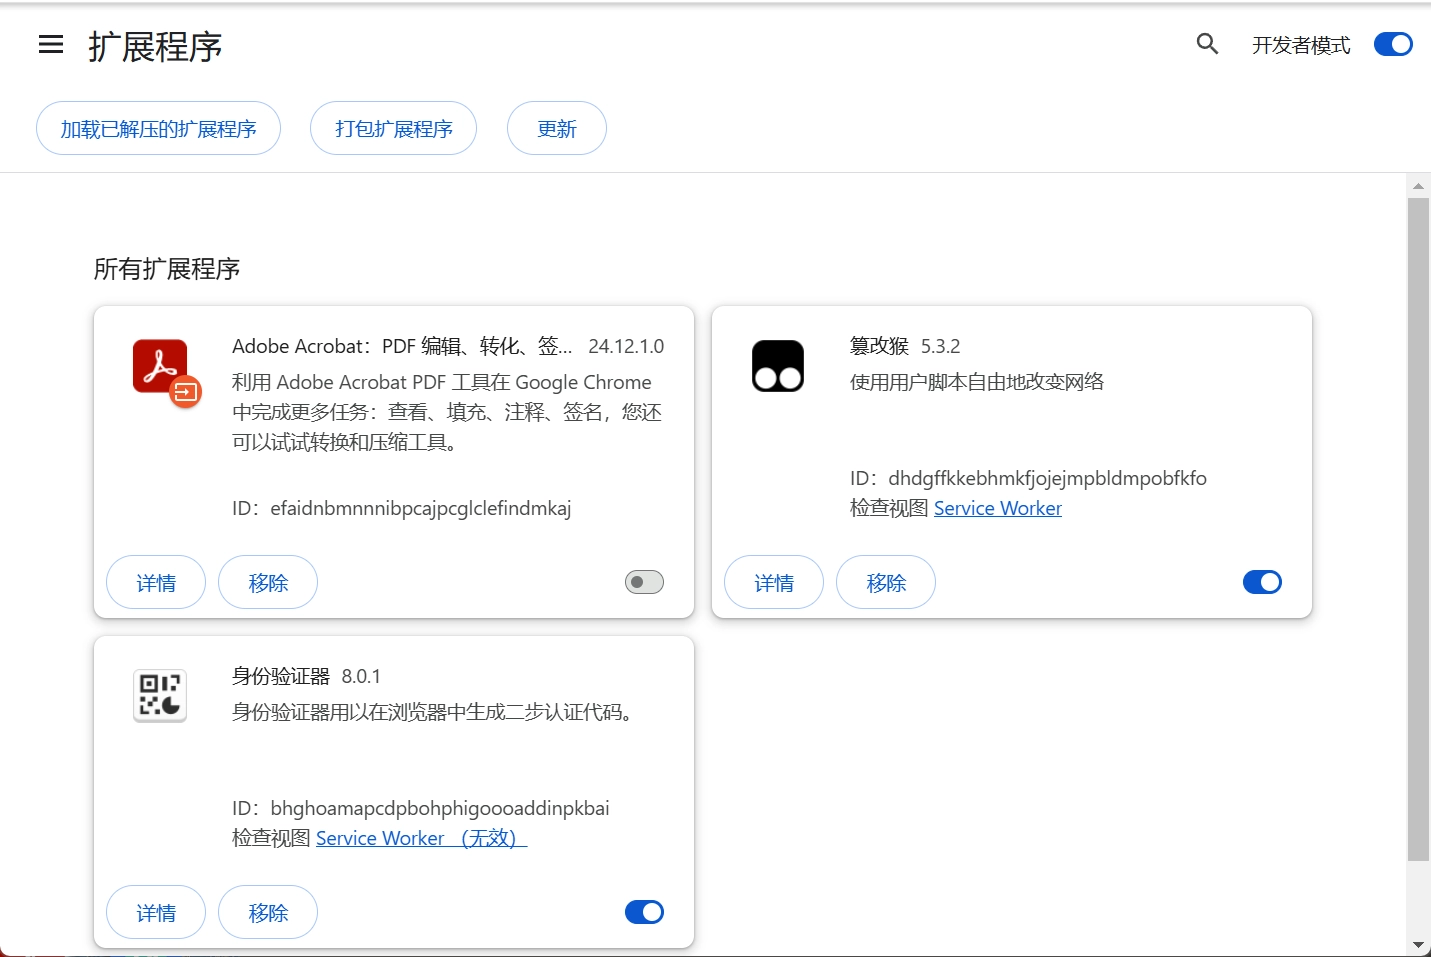 扩展程序
开发者模式
加载已解压的扩展程序
打包扩展程序
更新
所有扩展程序
Adobe Acrobat：PDF 编辑、转化、签... 24.12.1.0
利用 Adobe Acrobat PDF 工具在 Google Chrome
中完成更多任务：查看、填充、注释、签名，您还
可以试试转换和压缩工具。
ID：efaidnbmnnnibpcajpcglclefindmkaj
详情
移除
篡改猴 5.3.2
使用用户脚本自由地改变网络
ID：dhdgffkkebhmkfjojejmpbldmpobfkfo
检查视图 Service Worker
详情
移除
身份验证器 8.0.1
身份验证器用以在浏览器中生成二步认证代码。
ID：bhghoamapcdpbohphigoooaddinpkbai
检查视图 Service Worker （无效）
详情
移除